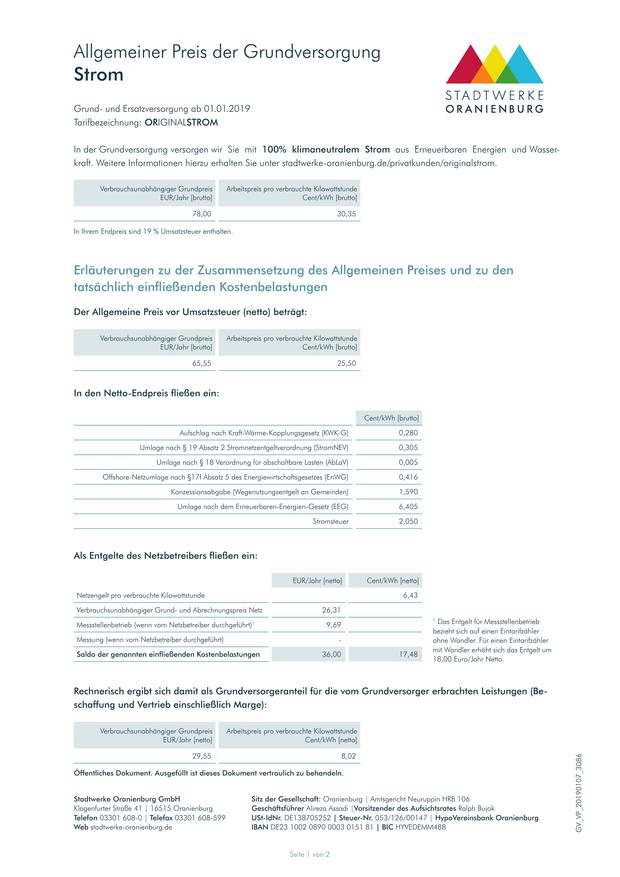 Allgemeiner Preis der Grundversorgung
Strom
STADTWERKE
ORANIENBURG
Grund- und Ersatzversorgung ab 01.01.2019
Tarifbezeichnung: ORIGINALSTROM
In der Grundversorgung versorgen wir Sie mit 100% klimaneutralem Strom aus Erneuerbaren Energien und Wasser-
kraft. Weitere Informationen hierzu erhalten Sie unter stadtwerke-oranienburg.de/privatkunden/originalstrom.
Verbrauchsunabhängiger Grundpreis Arbeitspreis pro verbrauchte Kilowattstunde
EUR/Jahr [brutto] Cent/kWh [brutto]
78,00 30,35
In Ihrem Endpreis sind 19 % Umsatzsteuer enthalten.
Erläuterungen zu der Zusammensetzung des Allgemeinen Preises und zu den
tatsächlich einfließenden Kostenbelastungen
Der Allgemeine Preis vor Umsatzsteuer (netto) beträgt:
Verbrauchsunabhängiger Grundpreis Arbeitspreis pro verbrauchte Kilowattstunde
EUR/Jahr [brutto] Cent/kWh [brutto]
65,55 25,50
In den Netto-Endpreis fließen ein:
Cent/kWh [brutto]
Aufschlag nach Kraft-Wärme-Kopplungsgesetz (KWK-G) 0,280
Umlage nach § 19 Absatz 2 Stromnetzentgeltverordnung (StromNEV) 0,305
Umlage nach § 18 Verordnung für abschaltbare Lasten (AbLaV) 0,005
Offshore-Netzumlage nach §17f Absatz 5 des Energiewirtschaftsgesetzes (EnWG) 0,416
Konzessionsabgabe (Wegenutzungsentgelt an Gemeinden) 1,590
Umlage nach dem Erneuerbaren-Energien-Gesetz (EEG) 6,405
Stromsteuer 2,050
Als Entgelte des Netzbetreibers fließen ein:
EUR/Jahr [netto] Cent/kWh [netto]
Netzengelt pro verbrauchte Kilowattstunde 6,43
Verbrauchsunabhängiger Grund- und Abrechnungspreis Netz 26,31
Messstellenbetrieb (wenn vom Netzbetreiber durchgeführt)¹ 9,69
Messung (wenn vom Netzbetreiber durchgeführt) -
Saldo der genannten einfließenden Kostenbelastungen 36,00 17,48
¹ Das Entgelt für Messstellenbetrieb
bezieht sich auf einen Eintarifzähler
ohne Wandler. Für einen Eintarifzähler
mit Wandler erhöht sich das Entgelt um
18,00 Euro/Jahr Netto.
Rechnerisch ergibt sich damit als Grundversorgeranteil für die vom Grundversorger erbrachten Leistungen (Be-
schaffung und Vertrieb einschließlich Marge):
Verbrauchsunabhängiger Grundpreis Arbeitspreis pro verbrauchte Kilowattstunde
EUR/Jahr [netto] Cent/kWh [netto]
29,55 8,02
Öffentliches Dokument. Ausgefüllt ist dieses Dokument vertraulich zu behandeln.
Stadtwerke Oranienburg GmbH
Klagenfurter Straße 41 | 16515 Oranienburg
Telefon 03301 608-0 | Telefax 03301 608-599
Web stadtwerke-oranienburg.de
Sitz der Gesellschaft: Oranienburg | Amtsgericht Neuruppin HRB 106
Geschäftsführer Alireza Assadi |Vorsitzender des Aufsichtsrates Ralph Bujok
USt-IdNr. DE138705252 | Steuer-Nr. 053/126/00147 | HypoVereinsbank Oranienburg
IBAN DE23 1002 0890 0003 0151 81 | BIC HYVEDEMM488
GV_VP_20190107_3086
Seite 1 von 2